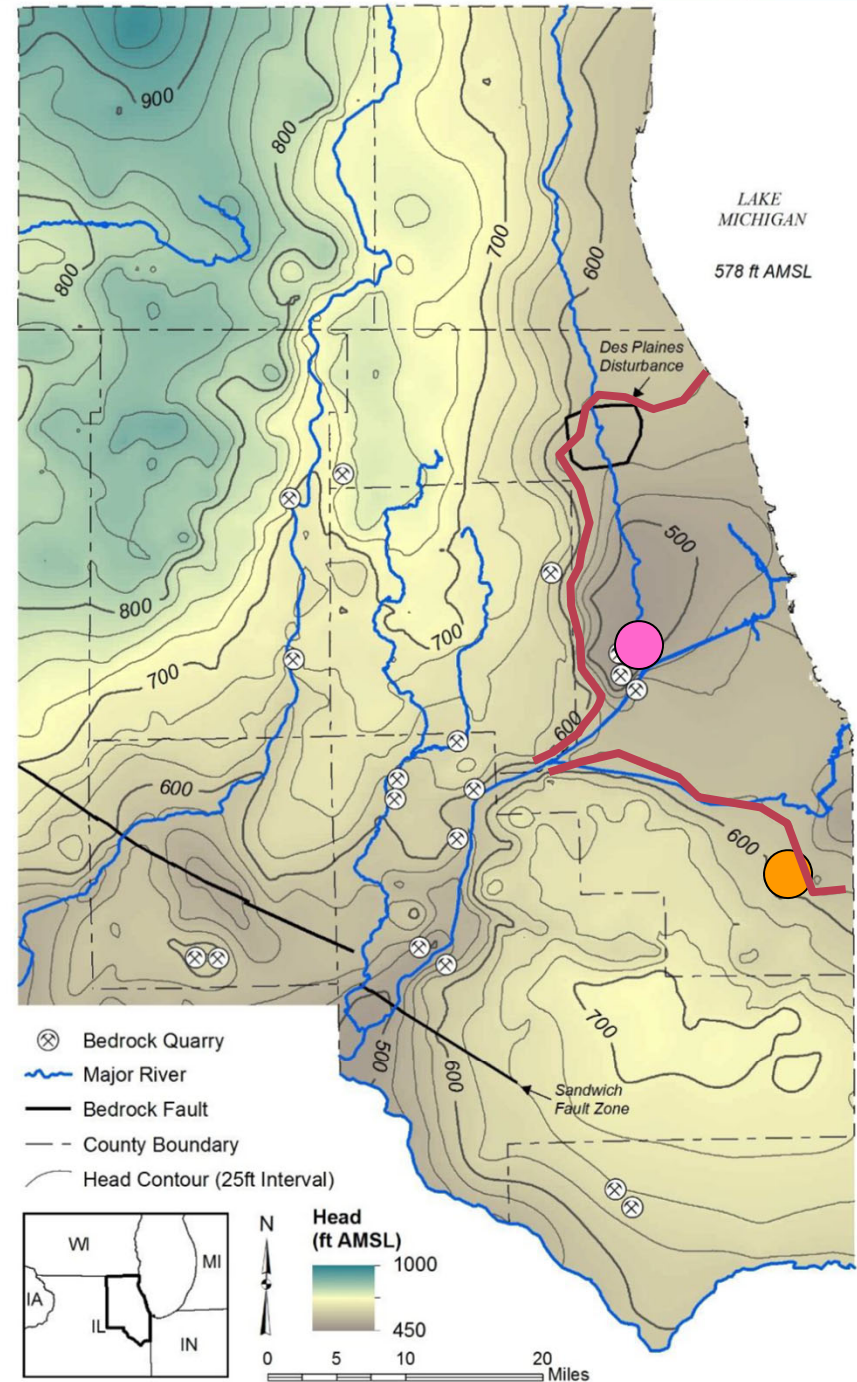 900
800
LAKE
MICHIGAN
700
578 ft AMSL
600
800
Des Plaines
Disturbance
500
800
700
700
600
600
600
700
500
600
Sandwich
Fault Zone
Bedrock Quarry
Major River
Bedrock Fault
County Boundary
Head Contour (25ft Interval)
WI
MI
IA
IL
IN
N
Head
(ft AMSL)
1000
450
0 5 10 20
Miles